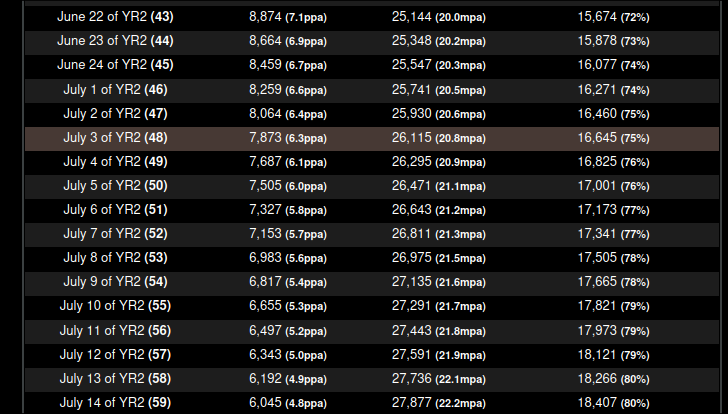 June 22 of YR2 (43) 8,874 (7.1ppa) 25,144 (20.0mpa) 15,674 (72%)
June 23 of YR2 (44) 8,664 (6.9ppa) 25,348 (20.2mpa) 15,878 (73%)
June 24 of YR2 (45) 8,459 (6.7ppa) 25,547 (20.3mpa) 16,077 (74%)
July 1 of YR2 (46) 8,259 (6.6ppa) 25,741 (20.5mpa) 16,271 (74%)
July 2 of YR2 (47) 8,064 (6.4ppa) 25,930 (20.6mpa) 16,460 (75%)
July 3 of YR2 (48) 7,873 (6.3ppa) 26,115 (20.8mpa) 16,645 (75%)
July 4 of YR2 (49) 7,687 (6.1ppa) 26,295 (20.9mpa) 16,825 (76%)
July 5 of YR2 (50) 7,505 (6.0ppa) 26,471 (21.1mpa) 17,001 (76%)
July 6 of YR2 (51) 7,327 (5.8ppa) 26,643 (21.2mpa) 17,173 (77%)
July 7 of YR2 (52) 7,153 (5.7ppa) 26,811 (21.3mpa) 17,341 (77%)
July 8 of YR2 (53) 6,983 (5.6ppa) 26,975 (21.5mpa) 17,505 (78%)
July 9 of YR2 (54) 6,817 (5.4ppa) 27,135 (21.6mpa) 17,665 (78%)
July 10 of YR2 (55) 6,655 (5.3ppa) 27,291 (21.7mpa) 17,821 (79%)
July 11 of YR2 (56) 6,497 (5.2ppa) 27,443 (21.8mpa) 17,973 (79%)
July 12 of YR2 (57) 6,343 (5.0ppa) 27,591 (21.9mpa) 18,121 (79%)
July 13 of YR2 (58) 6,192 (4.9ppa) 27,736 (22.1mpa) 18,266 (80%)
July 14 of YR2 (59) 6,045 (4.8ppa) 27,877 (22.2mpa) 18,407 (80%)